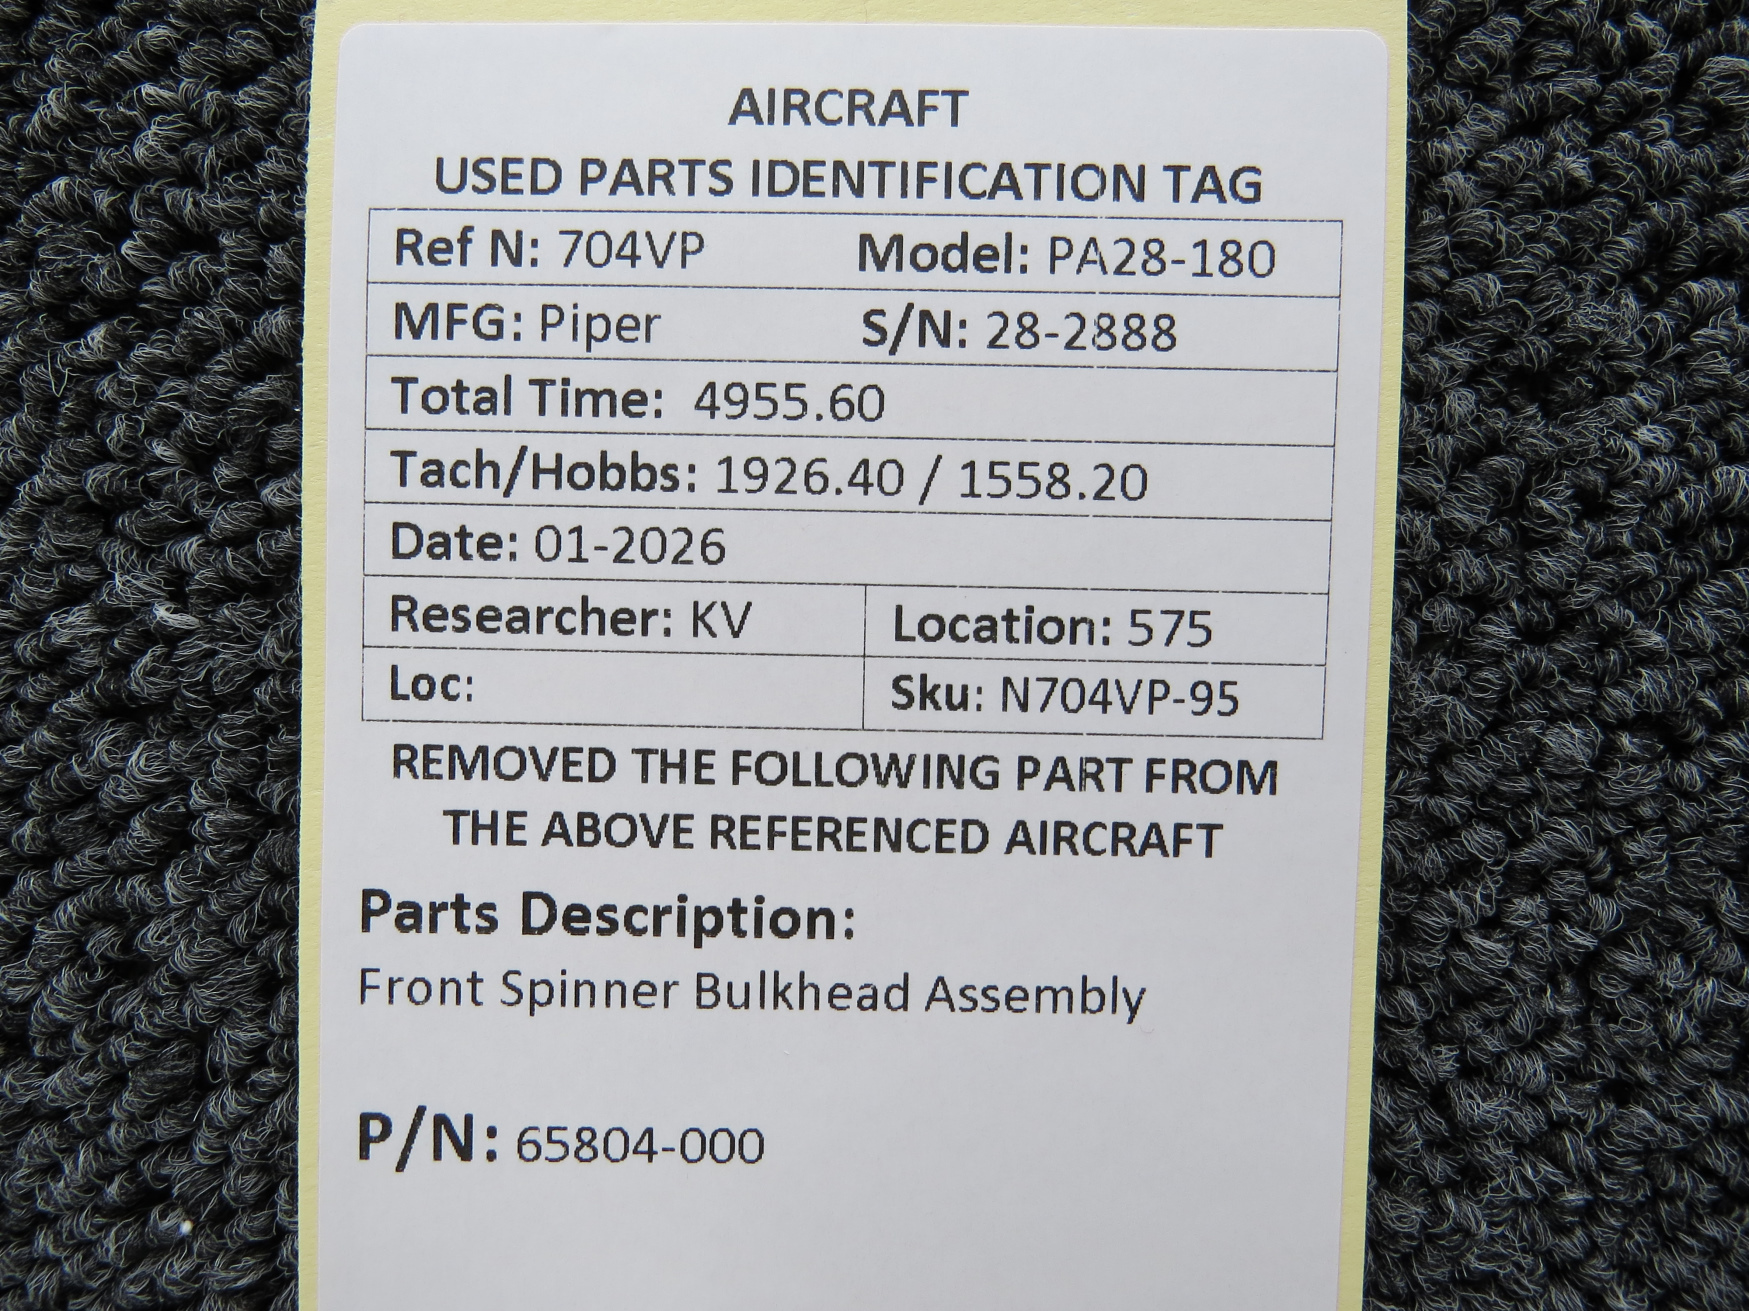 AIRCRAFT
USED PARTS IDENTIFICATION TAG
Ref N: 704VP Model: PA28-180
MFG: Piper S/N: 28-2888
Total Time: 4955.60
Tach/Hobbs: 1926.40 / 1558.20
Date: 01-2026
Researcher: KV Location: 575
Loc: Sku: N704VP-95
REMOVED THE FOLLOWING PART FROM
THE ABOVE REFERENCED AIRCRAFT
Parts Description:
Front Spinner Bulkhead Assembly
P/N: 65804-000